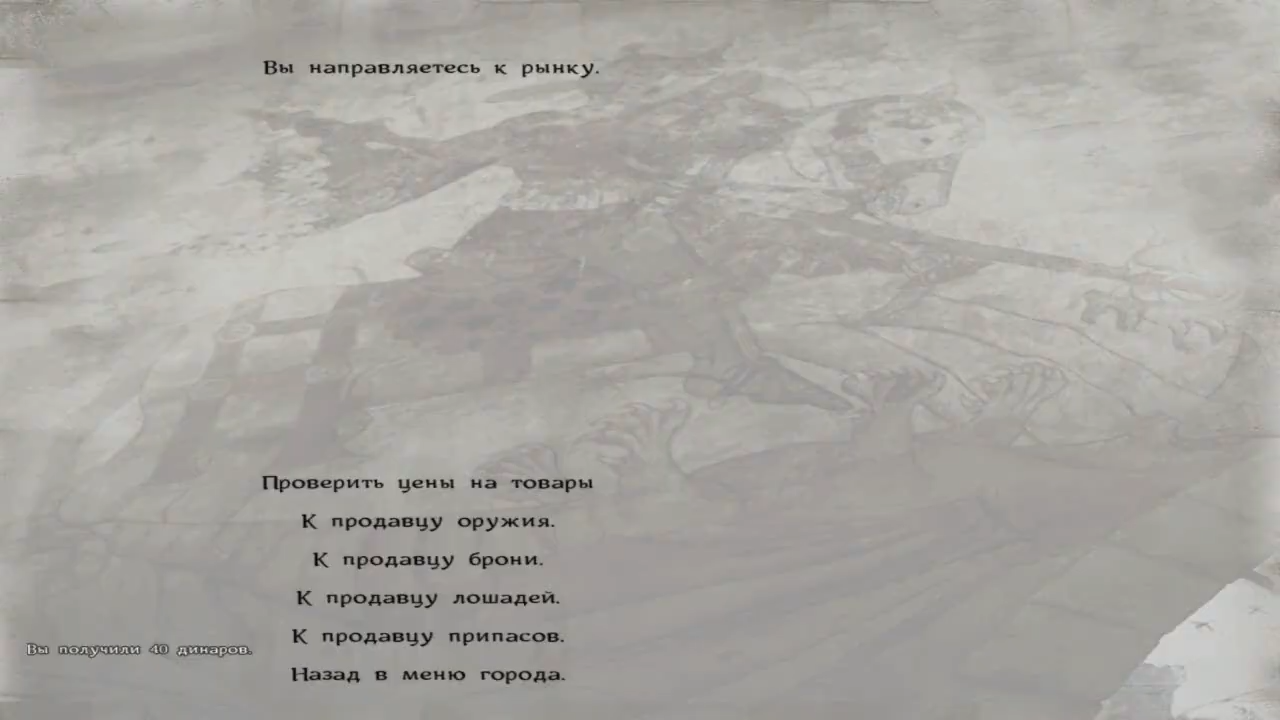 Вы направляетесь к рынку.
Проверить цены на товары
К продавцу оружия.
К продавцу брони.
К продавцу лошадей.
К продавцу припасов.
Вы получили 40 динаров.
Назад в меню города.